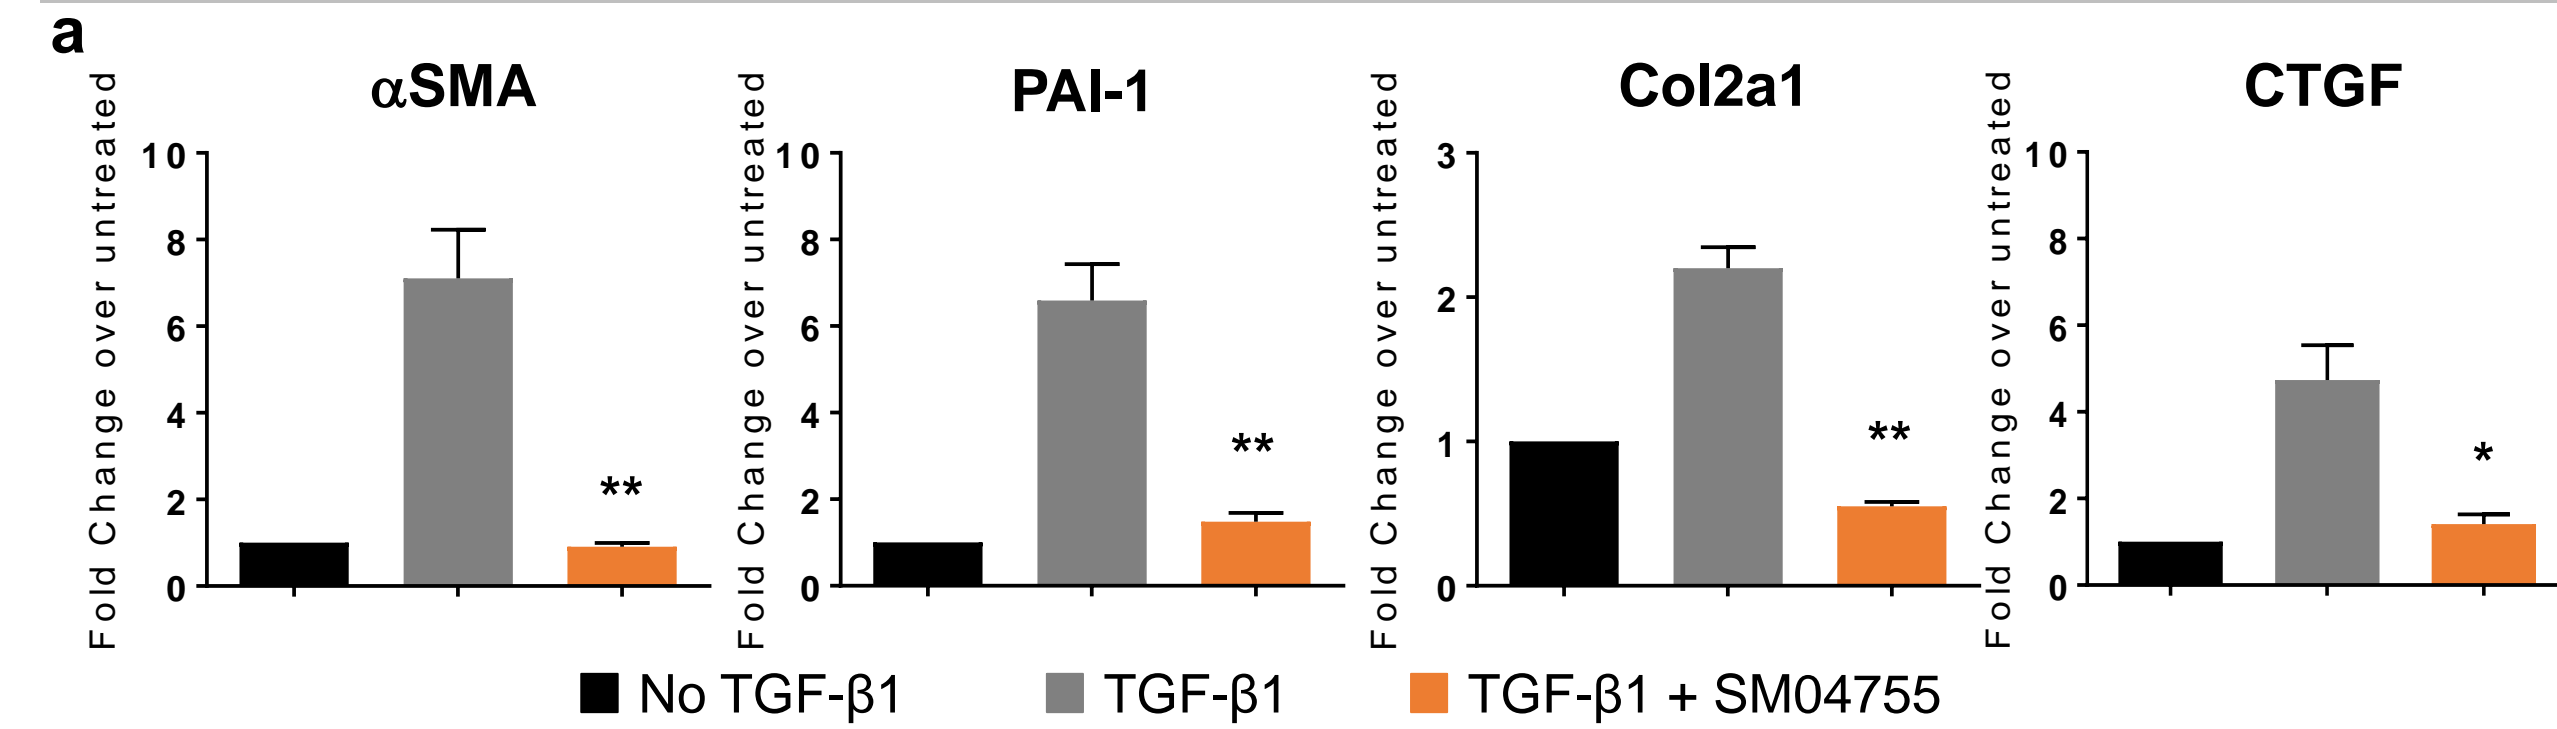 a
αSMA
Fold Change over untreated
10
8
6
4
2
0
**
PAI-1
Fold Change over untreated
10
8
6
4
2
0
**
Col2a1
Fold Change over untreated
3
2
1
0
**
CTGF
Fold Change over untreated
10
8
6
4
2
0
*
No TGF-β1
TGF-β1
TGF-β1 + SM04755